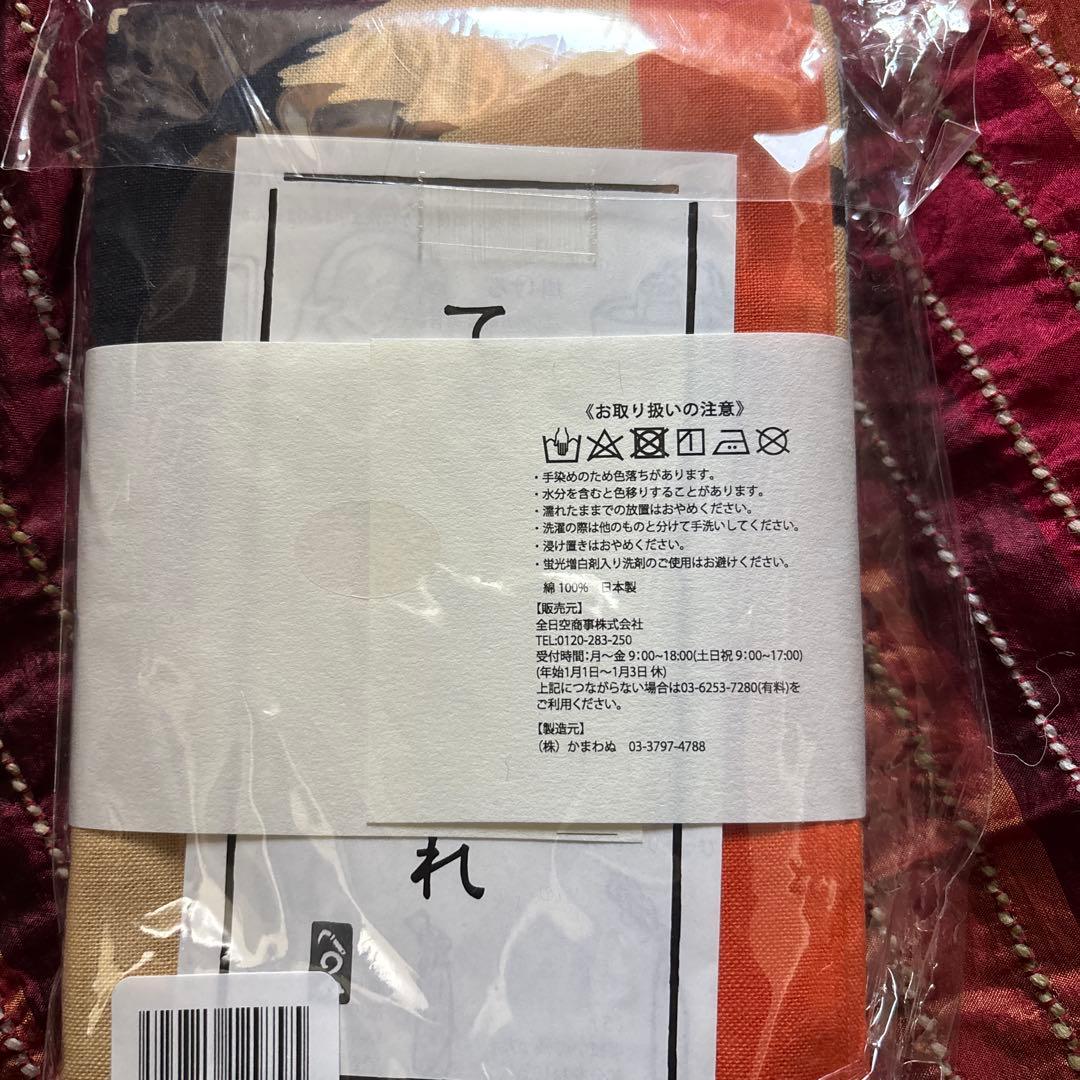 て
《お取り扱いの注意》
・手染めのため色落ちがあります。
・水分を含むと色移りすることがあります。
・濡れたままでの放置はおやめください。
・洗濯の際は他のものと分けて手洗いしてください。
・浸け置きはおやめください。
・蛍光増白剤入り洗剤のご使用はお避けください。
綿 100%　日本製
【販売元】
全日空商事株式会社
TEL:0120-283-250
受付時間：月～金 9：00~18:00(土日祝 9：00~17:00)
(年始1月1日～1月3日 休)
上記につながらない場合は03-6253-7280(有料)を
ご利用ください。
【製造元】
（株）かまわぬ　03-3797-4788
れ